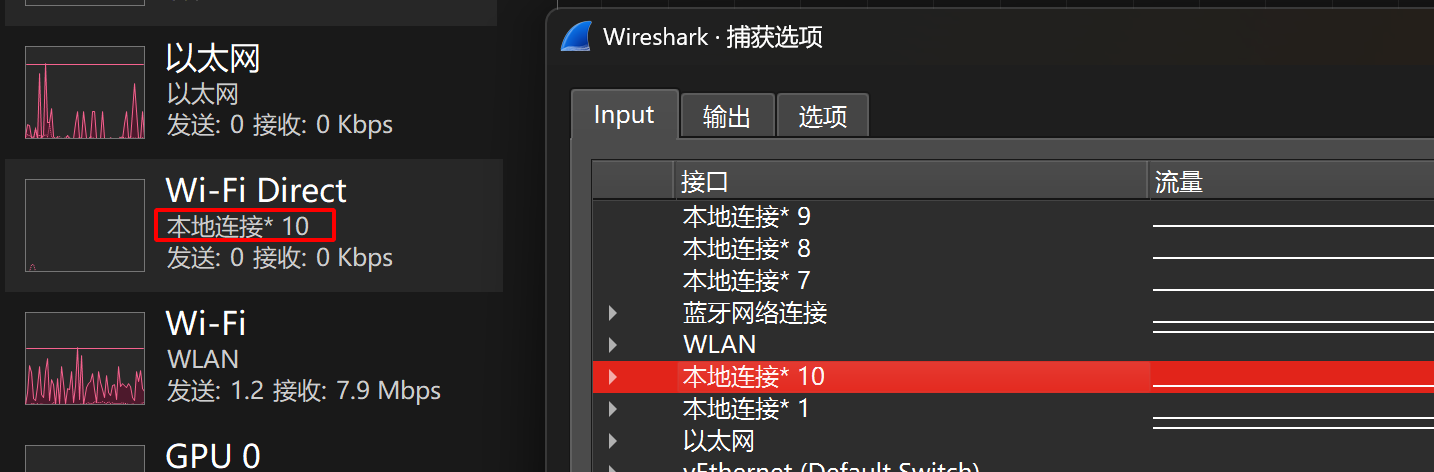 以太网
以太网
发送: 0 接收: 0 Kbps
Wi-Fi Direct
本地连接* 10
发送: 0 接收: 0 Kbps
Wi-Fi
WLAN
发送: 1.2 接收: 7.9 Mbps
GPU 0
Wireshark · 捕获选项
Input 输出 选项
接口 流量
本地连接* 9
本地连接* 8
本地连接* 7
蓝牙网络连接
WLAN
本地连接* 10
本地连接* 1
以太网
vEthernet (Default Switch)